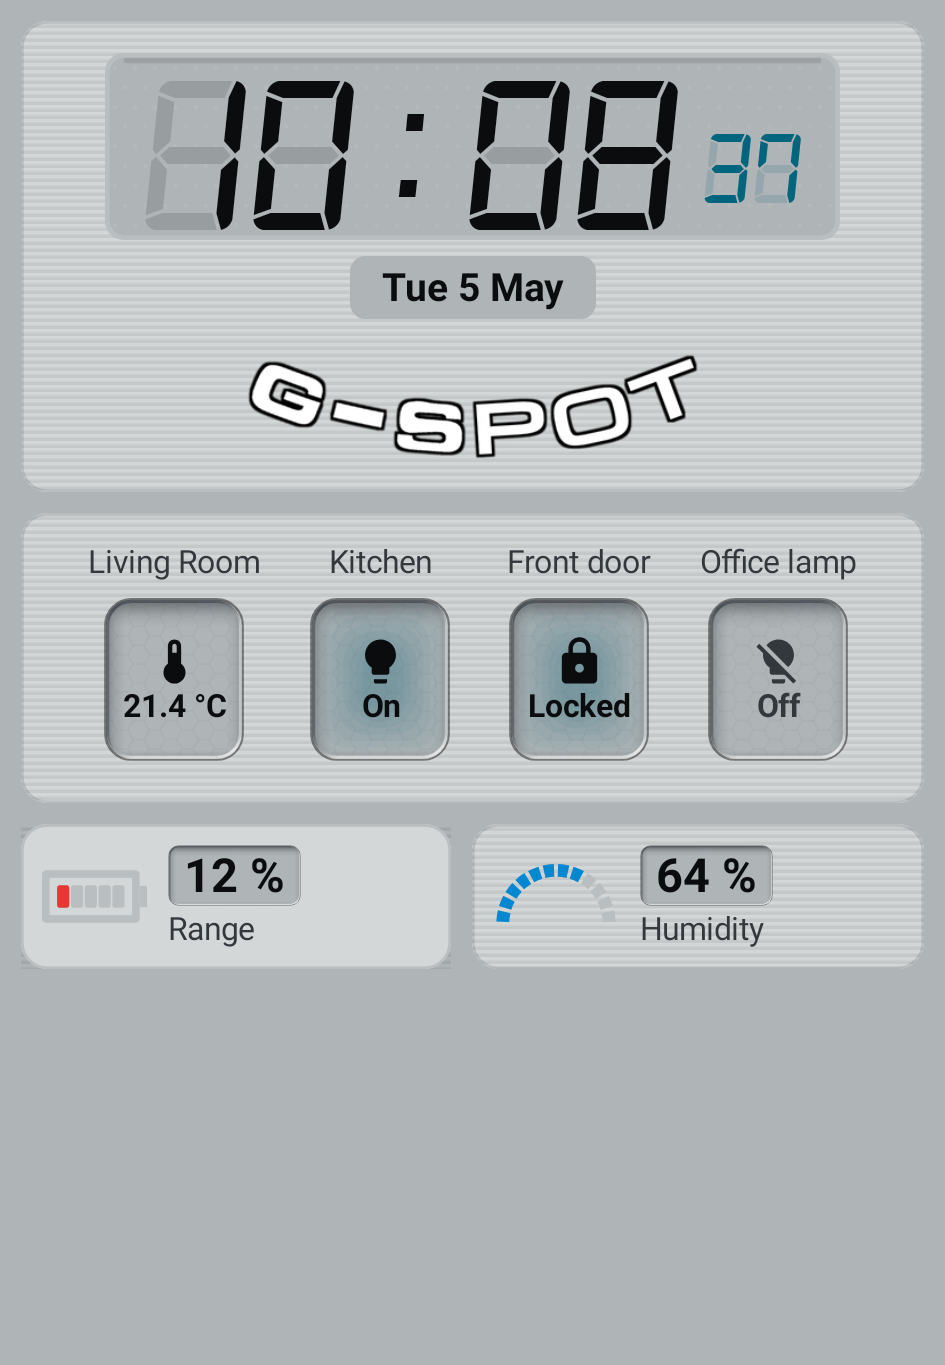 10:08 37
Tue 5 May
G-SPOT
Living Room Kitchen Front door Office lamp
21.4 °C On Locked Off
12 % 64 %
Range Humidity